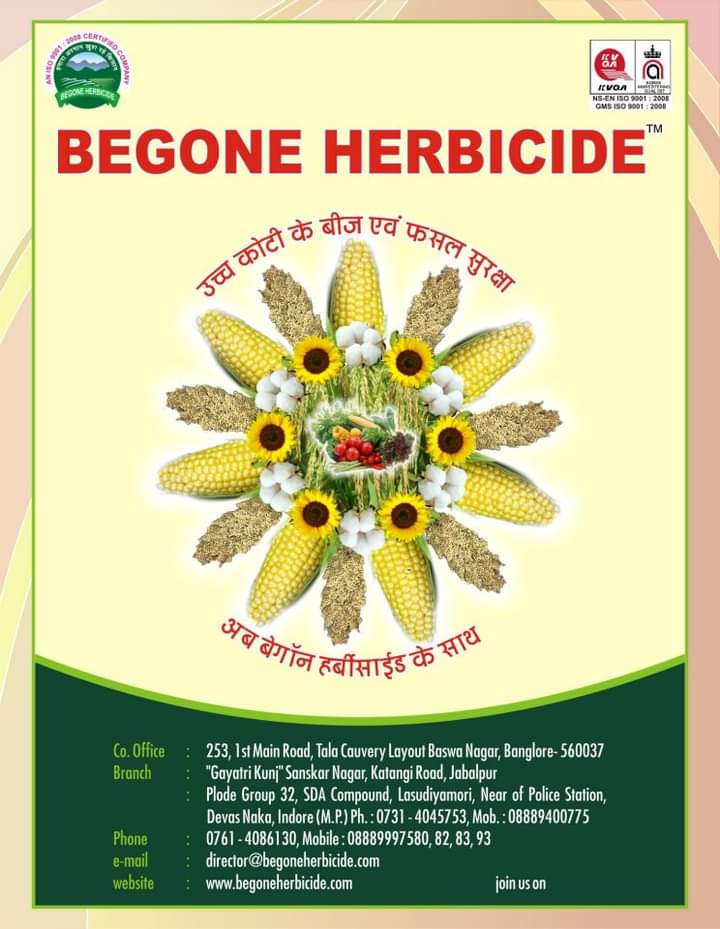 AN ISO 9001 : 2008 CERTIFIED COMPANY
BEGONE HERBICIDE
KVQA
KVQA
NS-EN ISO 9001 : 2008
GMS ISO 9001 : 2008
BEGONE HERBICIDE™
उच्च कोटी के बीज एवं फसल सुरक्षा
अब बेगॉन हर्बीसाईड के साथ
Co. Office : 253, 1st Main Road, Tala Cauvery Layout Baswa Nagar, Banglore- 560037
Branch : "Gayatri Kunj" Sanskar Nagar, Katangi Road, Jabalpur
: Plode Group 32, SDA Compound, Lasudiyamori, Near of Police Station,
Devas Naka, Indore (M.P.) Ph. : 0731 - 4045753, Mob. : 08889400775
Phone : 0761 - 4086130, Mobile : 08889997580, 82, 83, 93
e-mail : director@begoneherbicide.com
website : www.begoneherbicide.com join us on